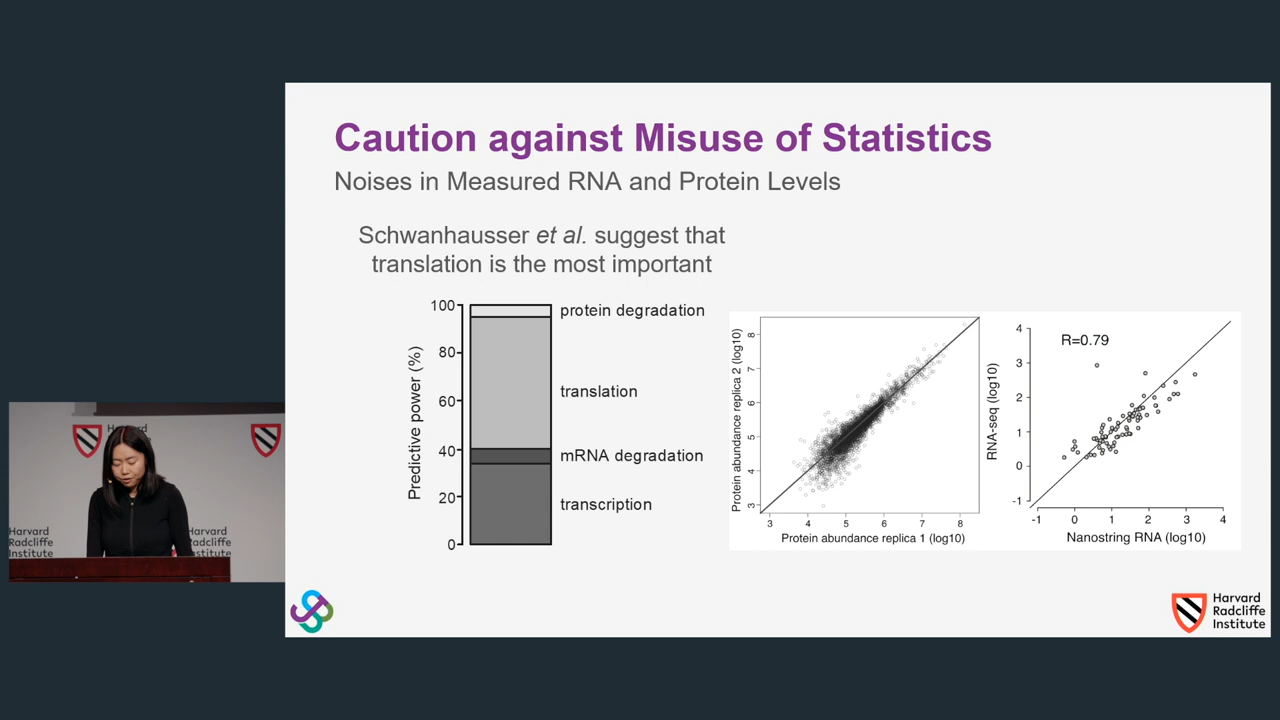 Caution against Misuse of Statistics
Noises in Measured RNA and Protein Levels
Schwanhausser et al. suggest that
translation is the most important
Predictive power (%)
100
80
60
40
20
0
protein degradation
translation
mRNA degradation
transcription
Protein abundance replica 2 (log10)
8
7
6
5
4
3
3 4 5 6 7 8
Protein abundance replica 1 (log10)
R=0.79
RNA-seq (log10)
4
3
2
1
0
-1
-1 0 1 2 3 4
Nanostring RNA (log10)
Harvard
Radcliffe
Institute
Harvard
Radcliffe
Institute
Harvard
Radcliffe
Institute